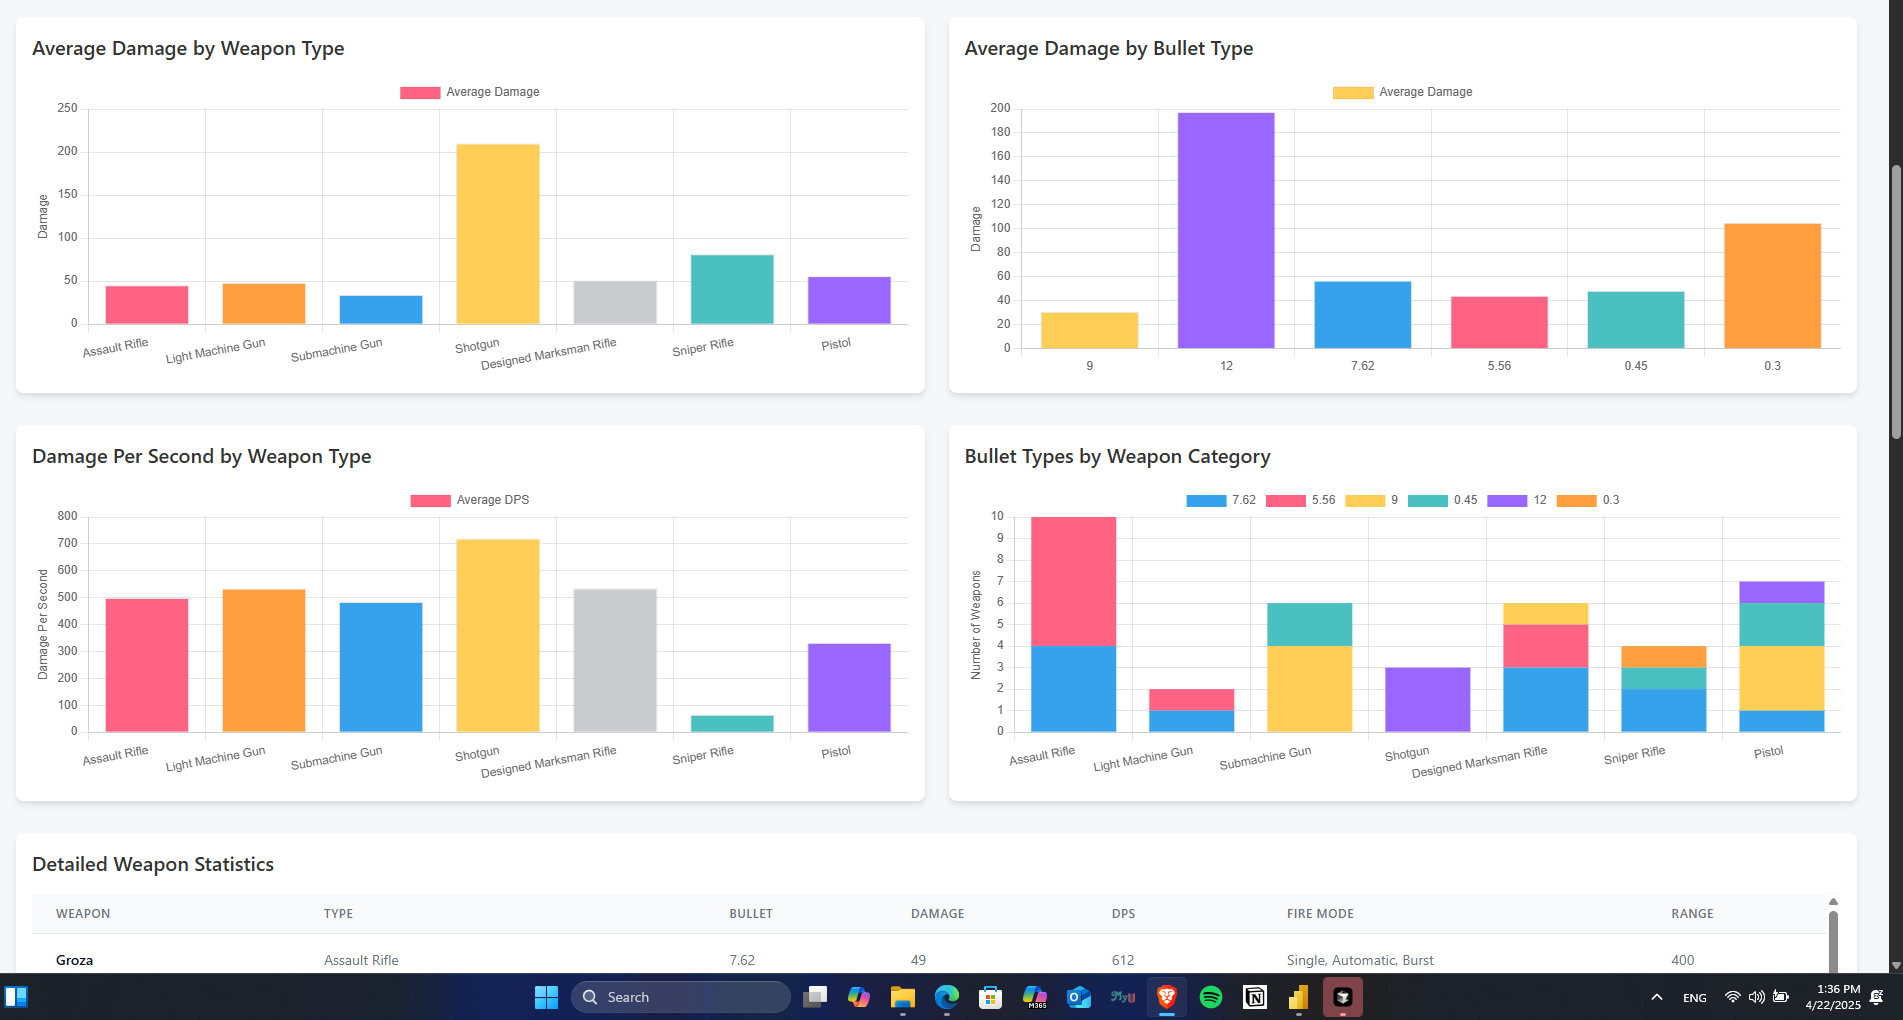 Average Damage by Weapon Type
Average Damage
250
200
150
100
50
0
Damage
Assault Rifle
Light Machine Gun
Submachine Gun
Shotgun
Designed Marksman Rifle
Sniper Rifle
Pistol
Average Damage by Bullet Type
Average Damage
200
180
160
140
120
100
80
60
40
20
0
Damage
9
12
7.62
5.56
0.45
0.3
Damage Per Second by Weapon Type
Average DPS
800
700
600
500
400
300
200
100
0
Damage Per Second
Assault Rifle
Light Machine Gun
Submachine Gun
Shotgun
Designed Marksman Rifle
Sniper Rifle
Pistol
Bullet Types by Weapon Category
7.62 5.56 9 0.45 12 0.3
10
9
8
7
6
5
4
3
2
1
0
Number of Weapons
Assault Rifle
Light Machine Gun
Submachine Gun
Shotgun
Designed Marksman Rifle
Sniper Rifle
Pistol
Detailed Weapon Statistics
WEAPON TYPE BULLET DAMAGE DPS FIRE MODE RANGE
Groza Assault Rifle 7.62 49 612 Single, Automatic, Burst 400
Search
M365
MyU
ENG
1:36 PM
4/22/2025